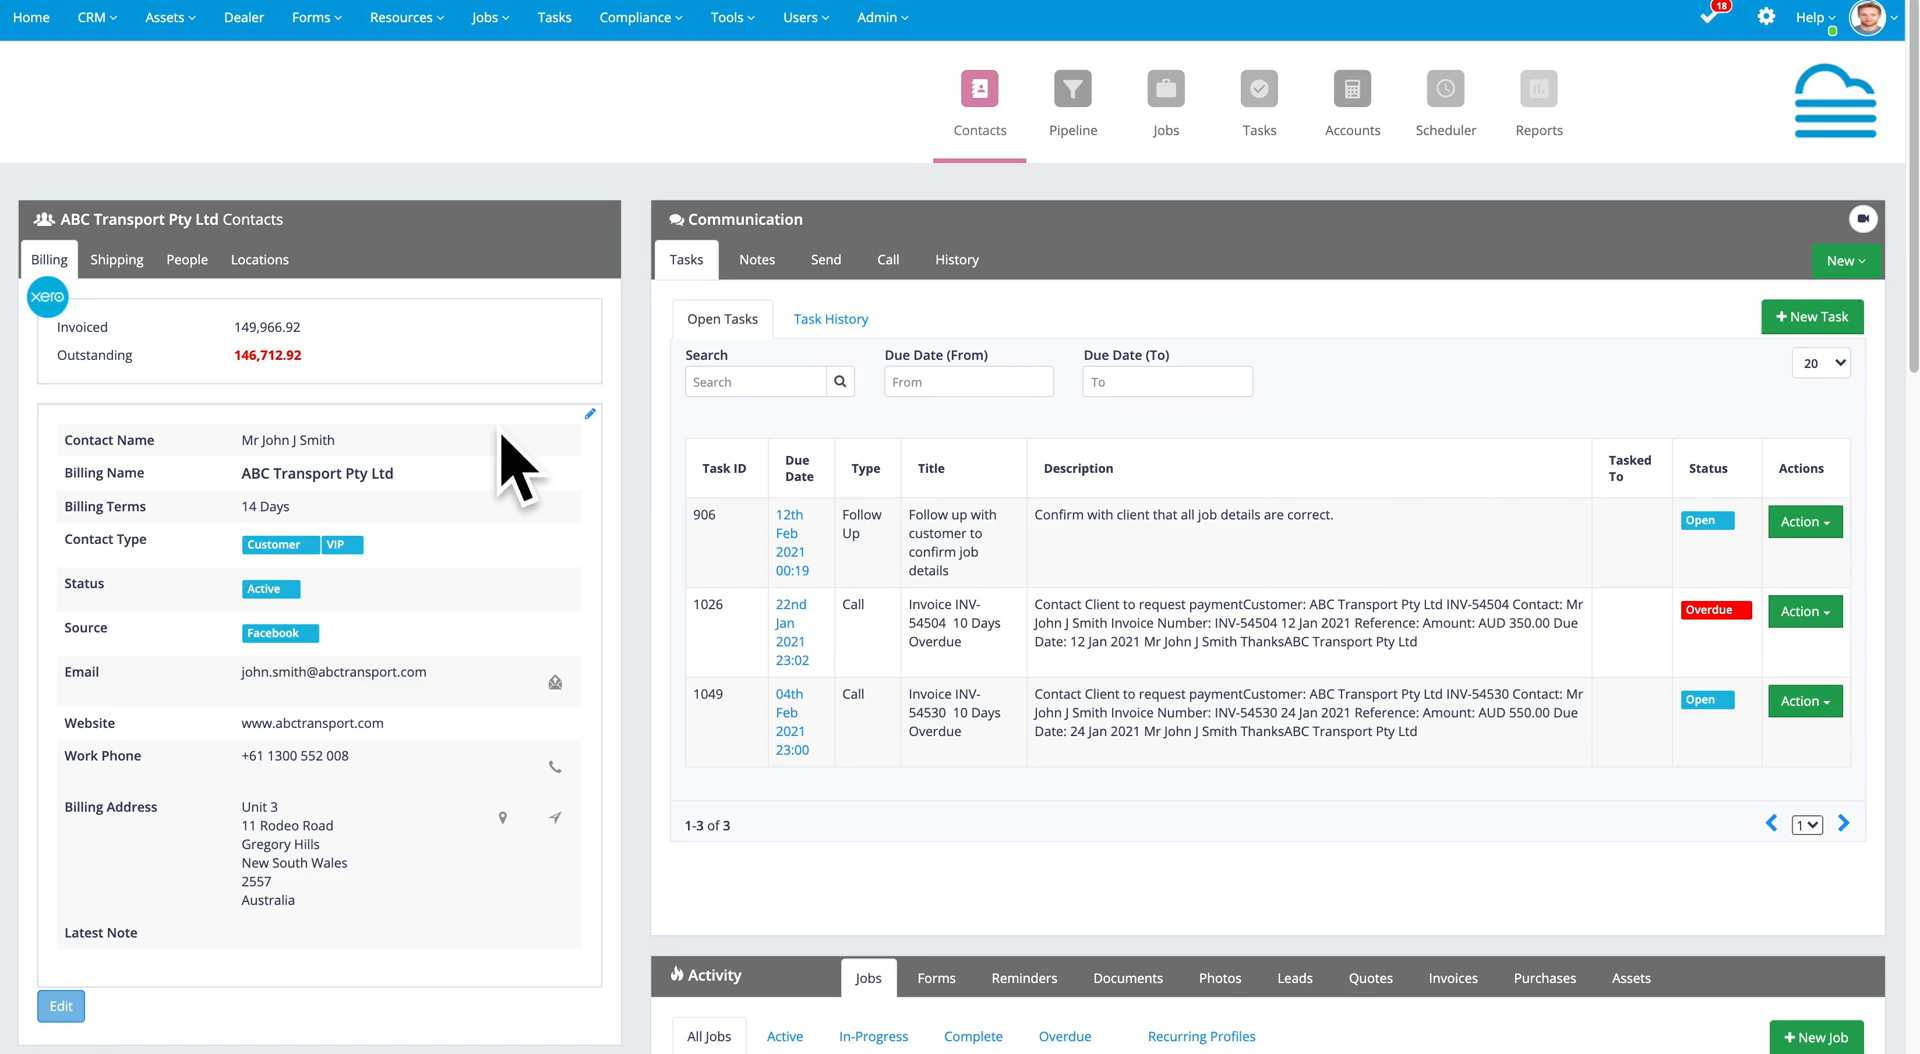 Home CRM Assets Dealer Forms Resources Jobs Tasks Compliance Tools Users Admin 18 Help
Contacts Pipeline Jobs Tasks Accounts Scheduler Reports
ABC Transport Pty Ltd Contacts
Billing Shipping People Locations
xero
Invoiced 149,966.92
Outstanding 146,712.92
Contact Name Mr John J Smith
Billing Name ABC Transport Pty Ltd
Billing Terms 14 Days
Contact Type Customer VIP
Status Active
Source Facebook
Email john.smith@abctransport.com
Website www.abctransport.com
Work Phone +61 1300 552 008
Billing Address Unit 3
11 Rodeo Road
Gregory Hills
New South Wales
2557
Australia
Latest Note
Edit
Communication
Tasks Notes Send Call History New
Open Tasks Task History + New Task
Search Due Date (From) Due Date (To)
Search From To 20
Task ID Due Date Type Title Description Tasked To Status Actions
906 12th Feb 2021 00:19 Follow Up Follow up with customer to confirm job details Confirm with client that all job details are correct. Open Action
1026 22nd Jan 2021 23:02 Call Invoice INV-54504 10 Days Overdue Contact Client to request paymentCustomer: ABC Transport Pty Ltd INV-54504 Contact: Mr John J Smith Invoice Number: INV-54504 12 Jan 2021 Reference: Amount: AUD 350.00 Due Date: 12 Jan 2021 Mr John J Smith ThanksABC Transport Pty Ltd Overdue Action
1049 04th Feb 2021 23:00 Call Invoice INV-54530 10 Days Overdue Contact Client to request paymentCustomer: ABC Transport Pty Ltd INV-54530 Contact: Mr John J Smith Invoice Number: INV-54530 24 Jan 2021 Reference: Amount: AUD 550.00 Due Date: 24 Jan 2021 Mr John J Smith ThanksABC Transport Pty Ltd Open Action
1-3 of 3 1
Activity Jobs Forms Reminders Documents Photos Leads Quotes Invoices Purchases Assets
All Jobs Active In-Progress Complete Overdue Recurring Profiles + New Job